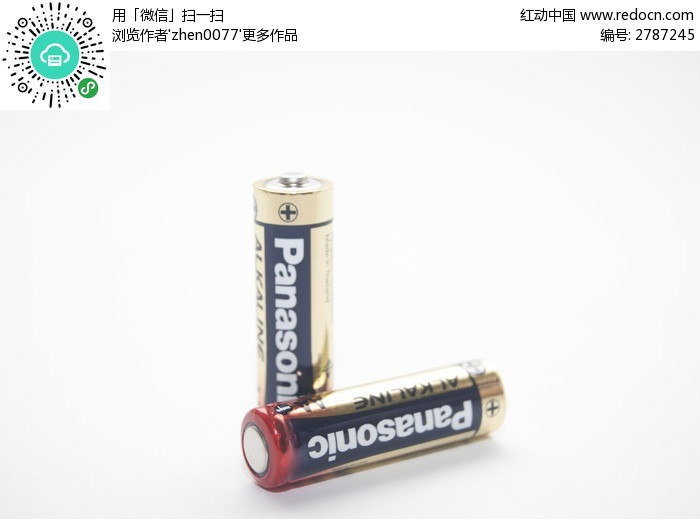 用「微信」扫一扫
浏览作者'zhen0077'更多作品
红动中国 www.redocn.com
编号: 2787245
Panasonic
ALKALINE
Panasonic
ALKALINE